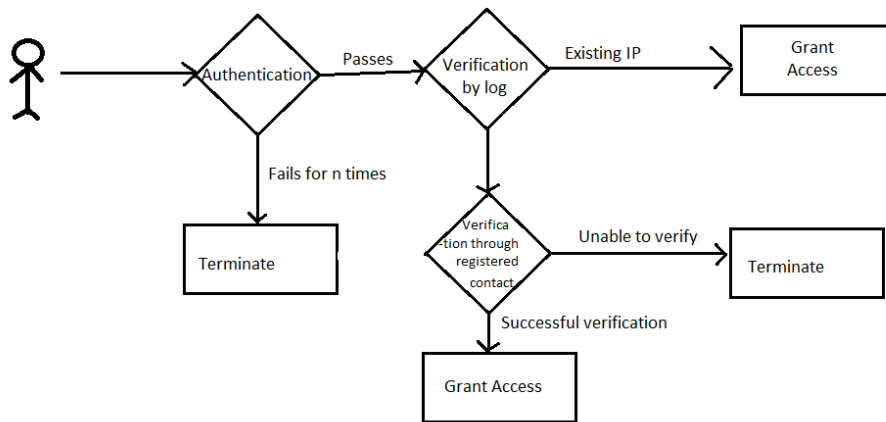 Authentication
Passes
Verification
by log
Existing IP
Grant
Access
Fails for n times
Terminate
Verifica
-tion through
registered
contact
Unable to verify
Terminate
Successful verification
Grant Access